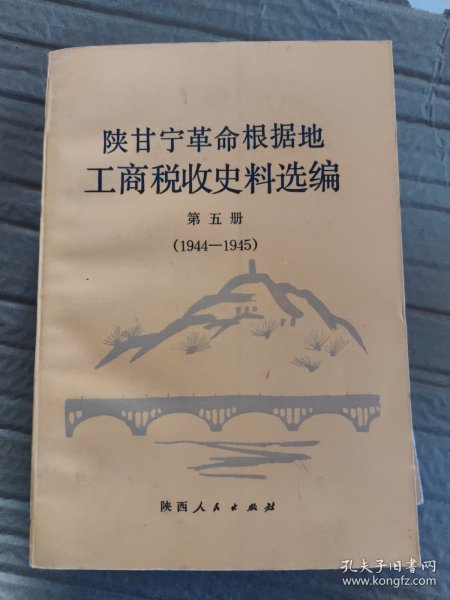 陕甘宁革命根据地
工商税收史料选编
第五册
(1944—1945)
陕西人民出版社
孔夫子旧书网
www.kongfz.com